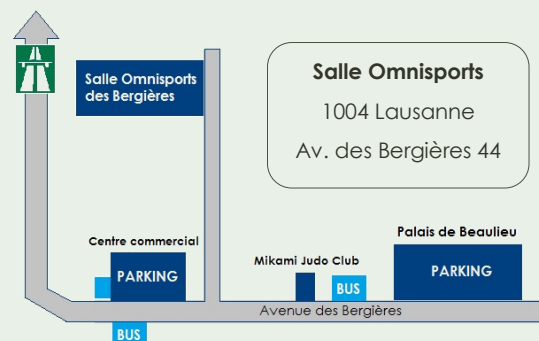 Salle Omnisports
des Bergières
Salle Omnisports
1004 Lausanne
Av. des Bergières 44
Centre commercial
PARKING
BUS
Mikami Judo Club
BUS
Palais de Beaulieu
PARKING
Avenue des Bergières